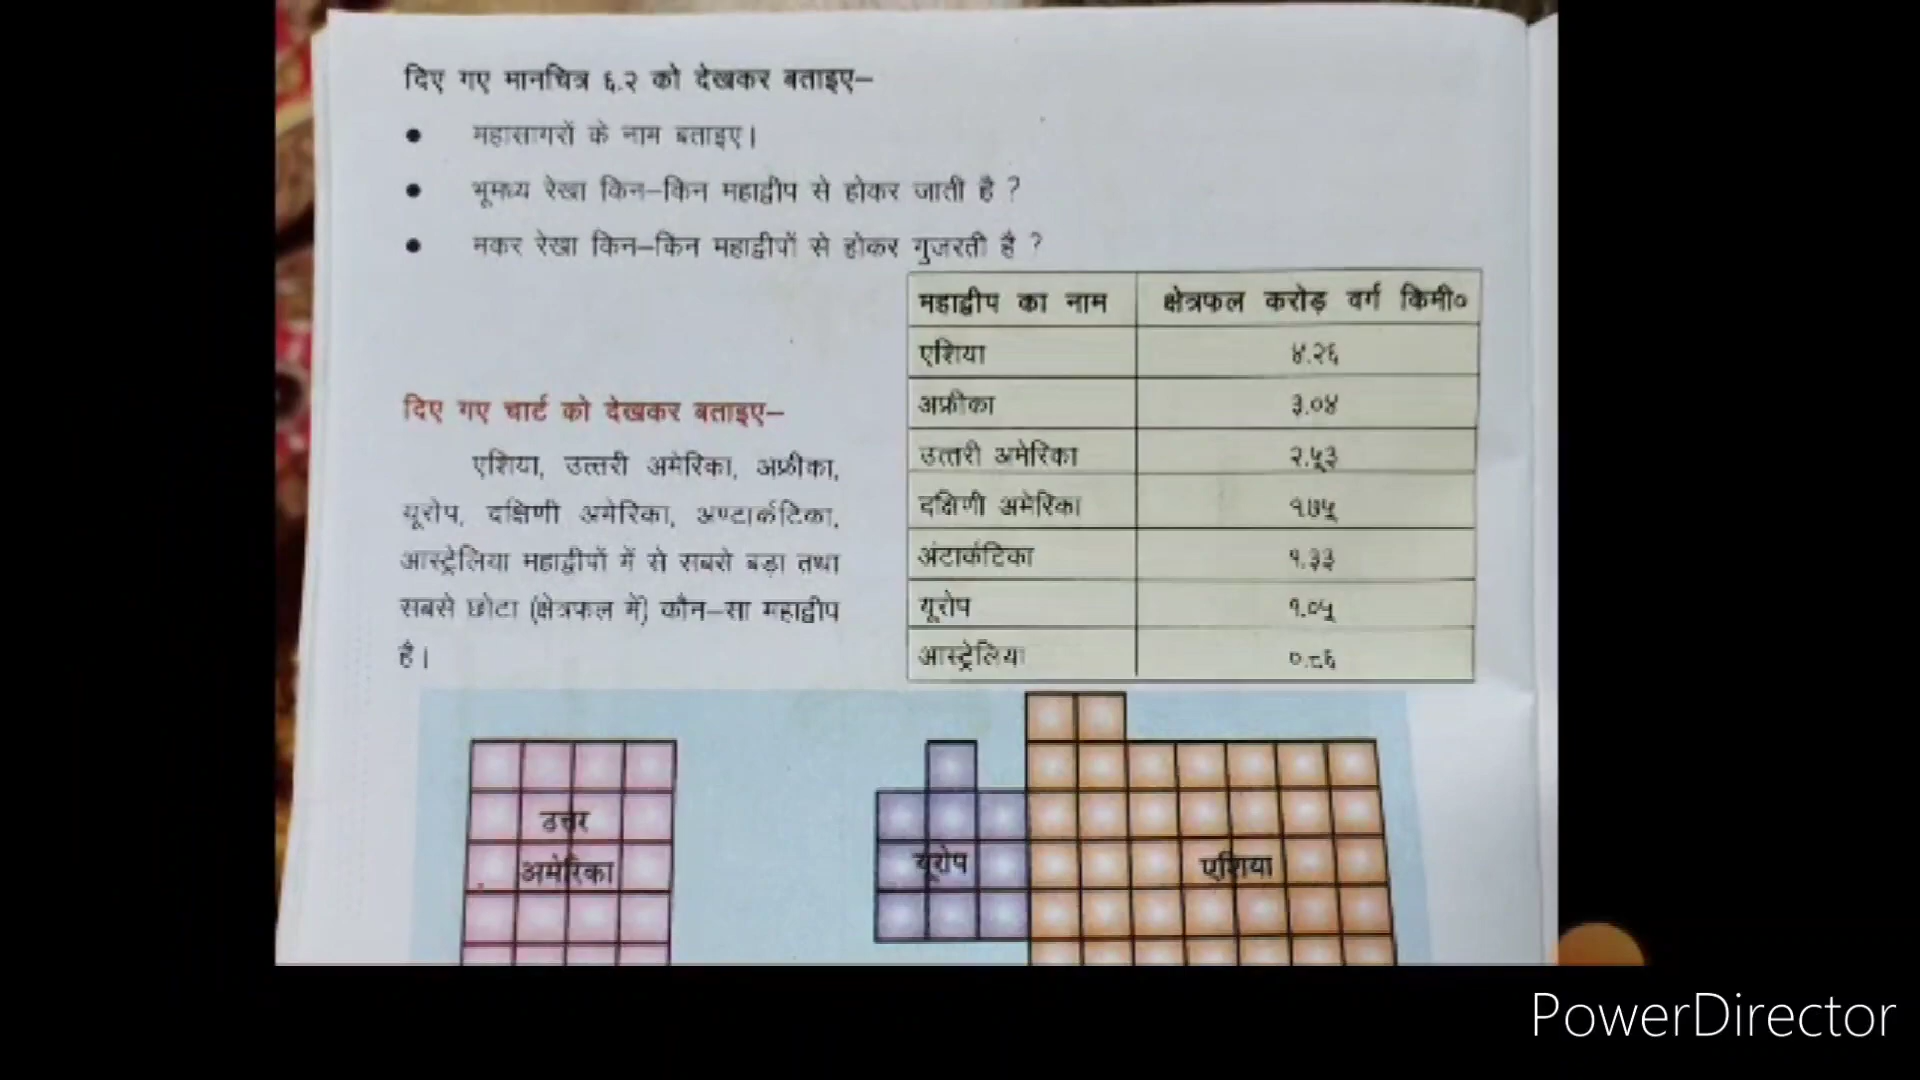 दिए गए मानचित्र ६.२ को देखकर बताइए–
● महासागरों के नाम बताइए।
● भूमध्य रेखा किन–किन महाद्वीप से होकर जाती है ?
● मकर रेखा किन–किन महाद्वीपों से होकर गुजरती है ?
महाद्वीप का नाम क्षेत्रफल करोड़ वर्ग किमी०
एशिया ४.२६
अफ्रीका ३.०४
उत्तरी अमेरिका २.५३
दक्षिणी अमेरिका १.७५
अंटार्कटिका १.३३
यूरोप १.०५
आस्ट्रेलिया ०.८६
दिए गए चार्ट को देखकर बताइए–
एशिया, उत्तरी अमेरिका, अफ्रीका,
यूरोप, दक्षिणी अमेरिका, अण्टार्कटिका,
आस्ट्रेलिया महाद्वीपों में से सबसे बड़ा तथा
सबसे छोटा (क्षेत्रफल में) कौन–सा महाद्वीप
है।
उत्तर
अमेरिका
यूरोप
एशिया
PowerDirector